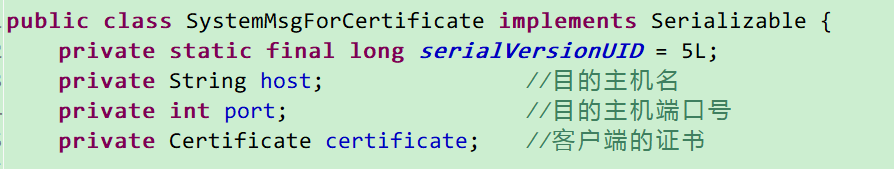 public class SystemMsgForCertificate implements Serializable {
private static final long serialVersionUID = 5L;
private String host; //目的主机名
private int port; //目的主机端口号
private Certificate certificate; //客户端的证书